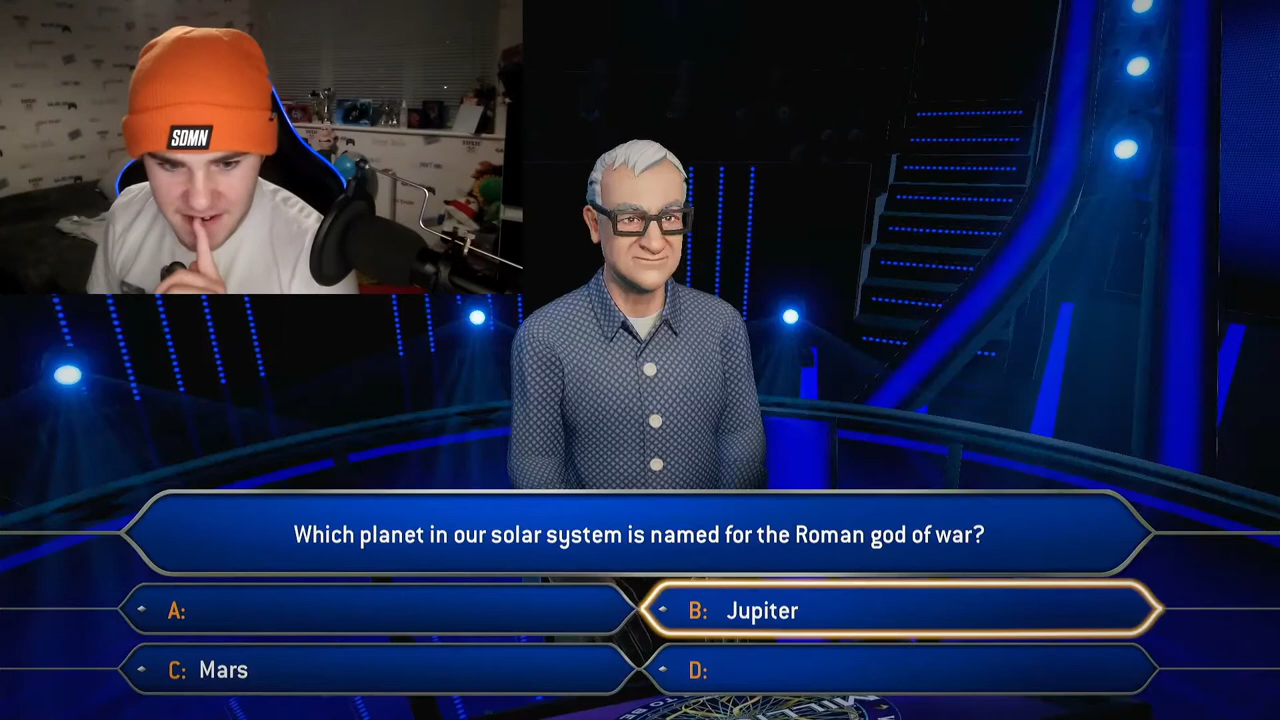 SDMN
Which planet in our solar system is named for the Roman god of war?
A:
B: Jupiter
C: Mars
D: